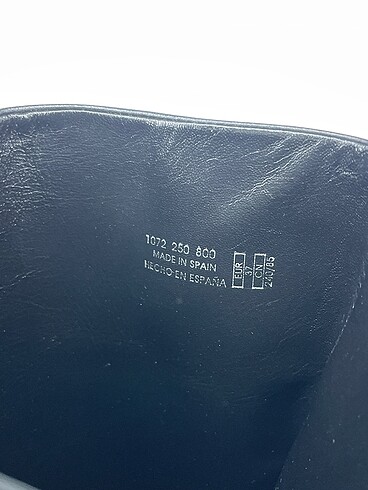 1072 250 800
MADE IN SPAIN
HECHO EN ESPAÑA
EUR
37
CN
240/85